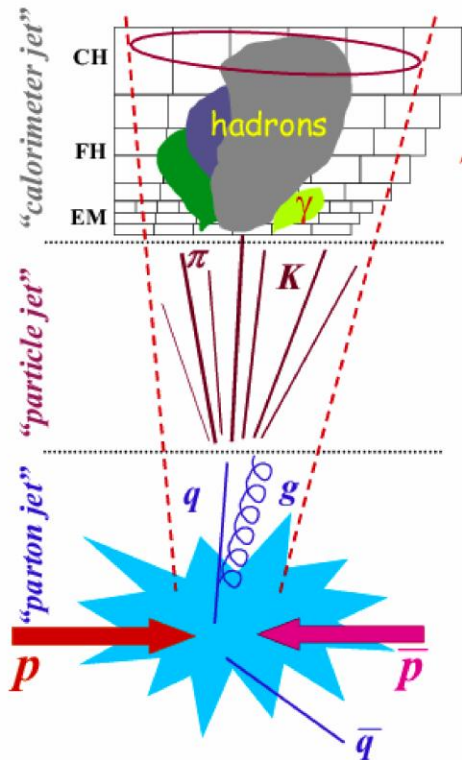 "calorimeter jet"
CH
hadrons
FH
EM
γ
"particle jet"
π
K
"parton jet"
q
g
p
p̅
q̅